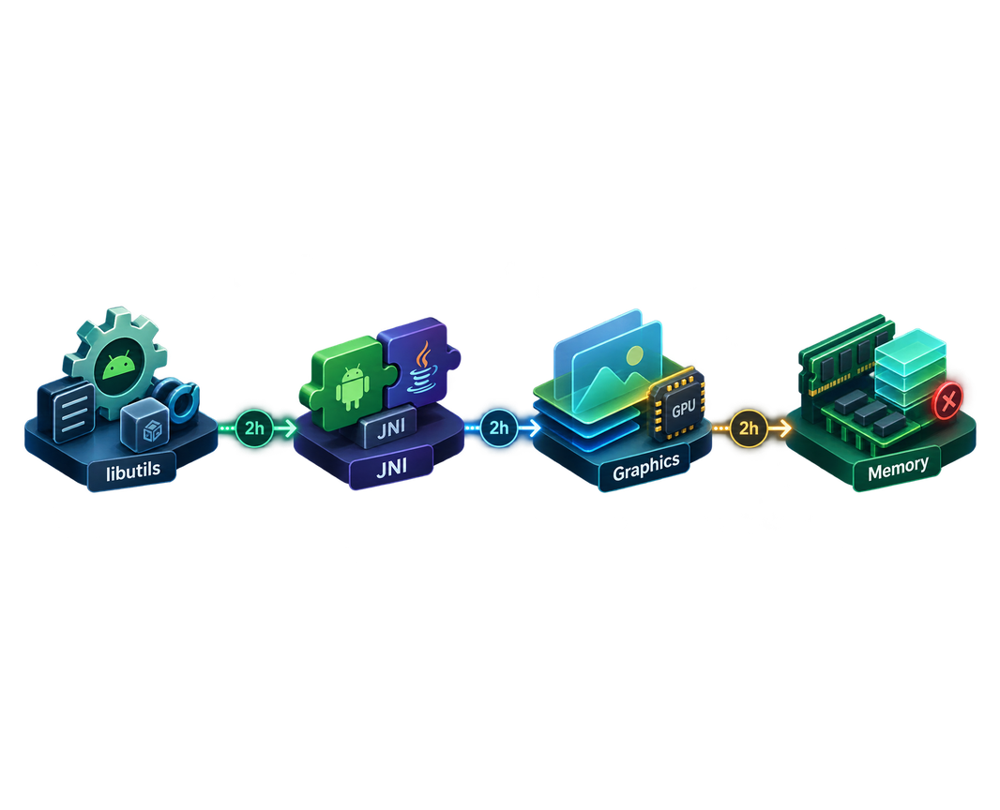 libutils
2h
JNI
JNI
2h
GPU
Graphics
2h
Memory